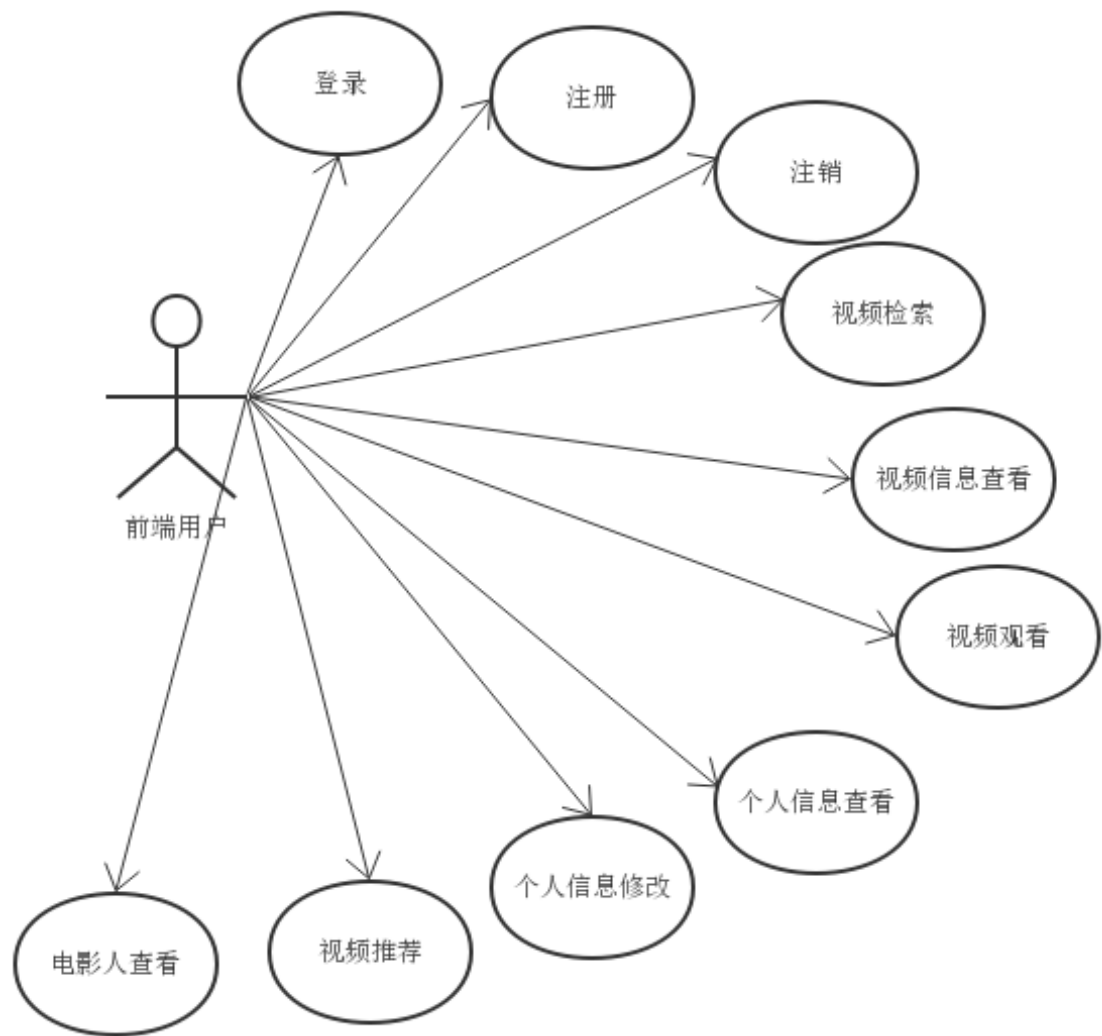 登录
注册
注销
视频检索
视频信息查看
前端用户
视频观看
个人信息查看
个人信息修改
视频推荐
电影人查看